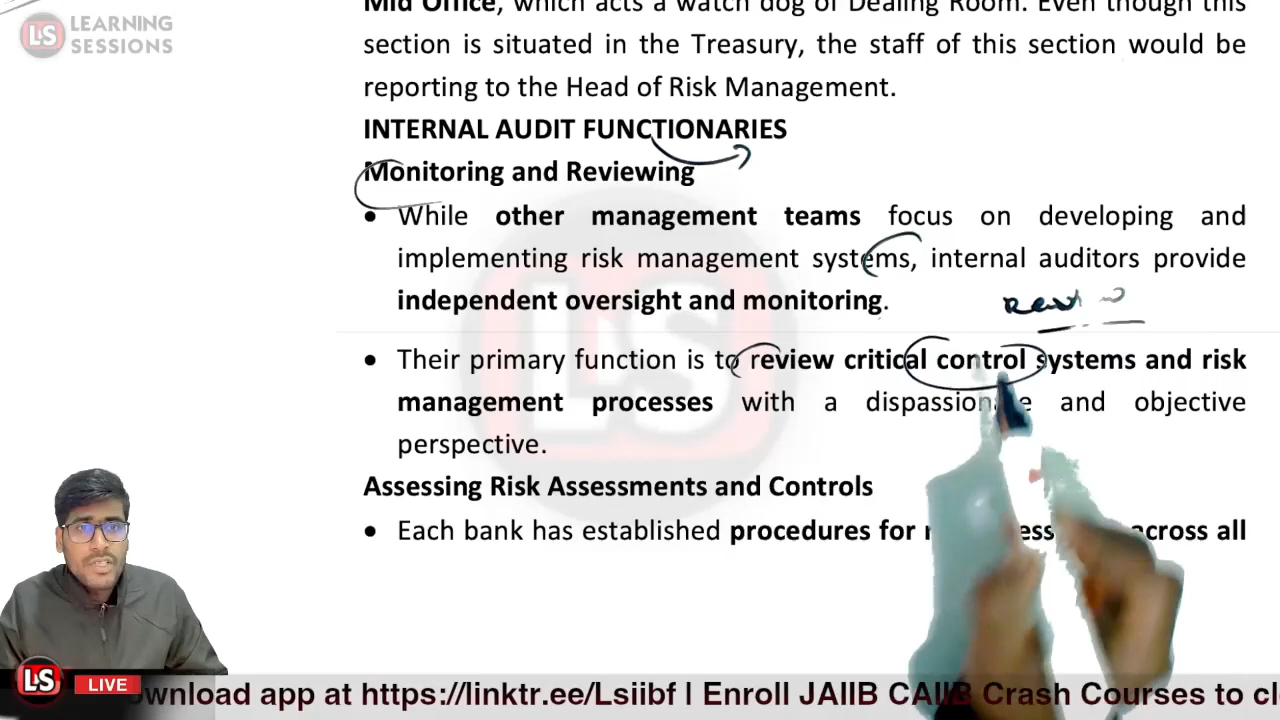 LS LEARNING
SESSIONS
Mid Office, which acts a watch dog of Dealing Room. Even though this
section is situated in the Treasury, the staff of this section would be
reporting to the Head of Risk Management.
INTERNAL AUDIT FUNCTIONARIES
Monitoring and Reviewing
• While other management teams focus on developing and
implementing risk management systems, internal auditors provide
independent oversight and monitoring.
• Their primary function is to review critical control systems and risk
management processes with a dispassionate and objective
perspective.
Assessing Risk Assessments and Controls
• Each bank has established procedures for across all
LS LIVE wnload app at https://linktr.ee/Lsiibf I Enroll JAIIB CAIIB Crash Courses to cl